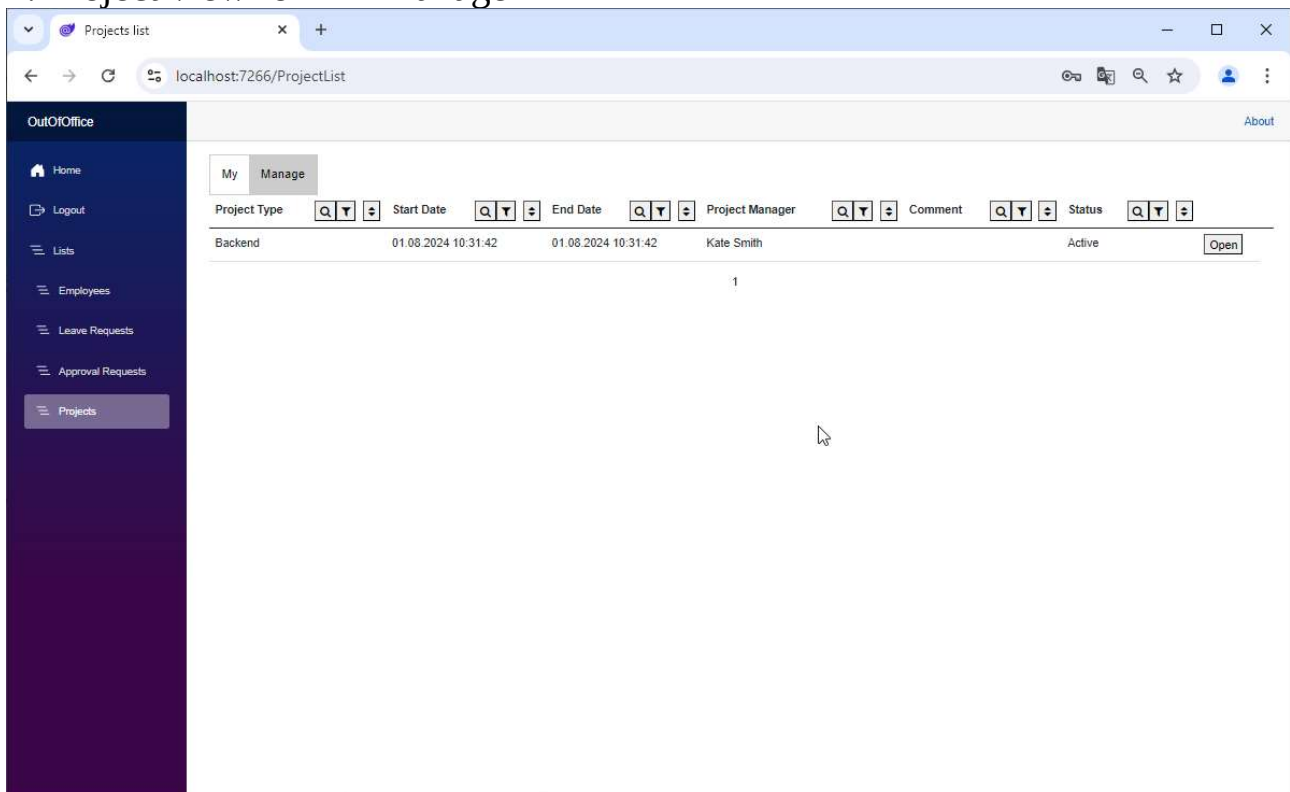 Projects list
localhost:7266/ProjectList
OutOfOffice
About
Home
My Manage
Logout
Project Type Start Date End Date Project Manager Comment Status
Lists
Backend 01.08.2024 10:31:42 01.08.2024 10:31:42 Kate Smith Active Open
1
Employees
Leave Requests
Approval Requests
Projects